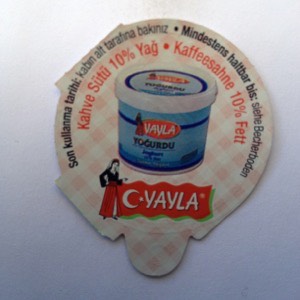 Son kullanma tarihi: kabın alt tarafına bakınız • Mindestens haltbar bis: siehe Becherboden
Kahve Sütü 10% Yağ • Kaffeesahne 10% Fett
YAYLA
YOĞURDU
Joghurt
C·YAYLA®